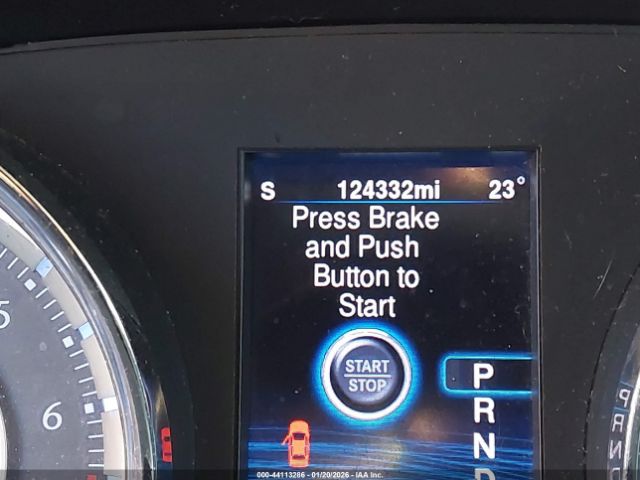 S 124332mi 23°
Press Brake
and Push
Button to
Start
START
STOP
P
R
N
D
5
6
P
R
N
D
000-44113286 - 01/20/2026 - IAA Inc.